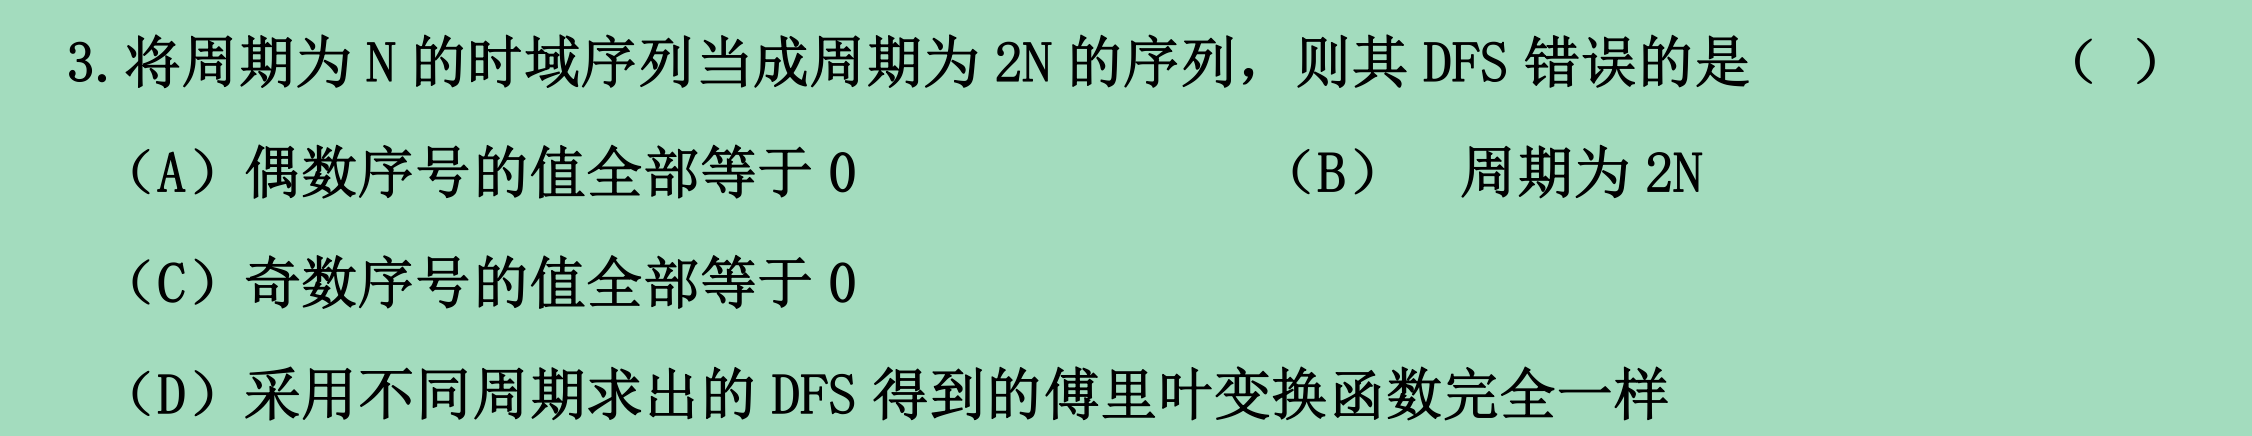 3.将周期为 N 的时域序列当成周期为 2N 的序列，则其 DFS 错误的是 （ ）
（A）偶数序号的值全部等于 0 （B） 周期为 2N
（C）奇数序号的值全部等于 0
（D）采用不同周期求出的 DFS 得到的傅里叶变换函数完全一样